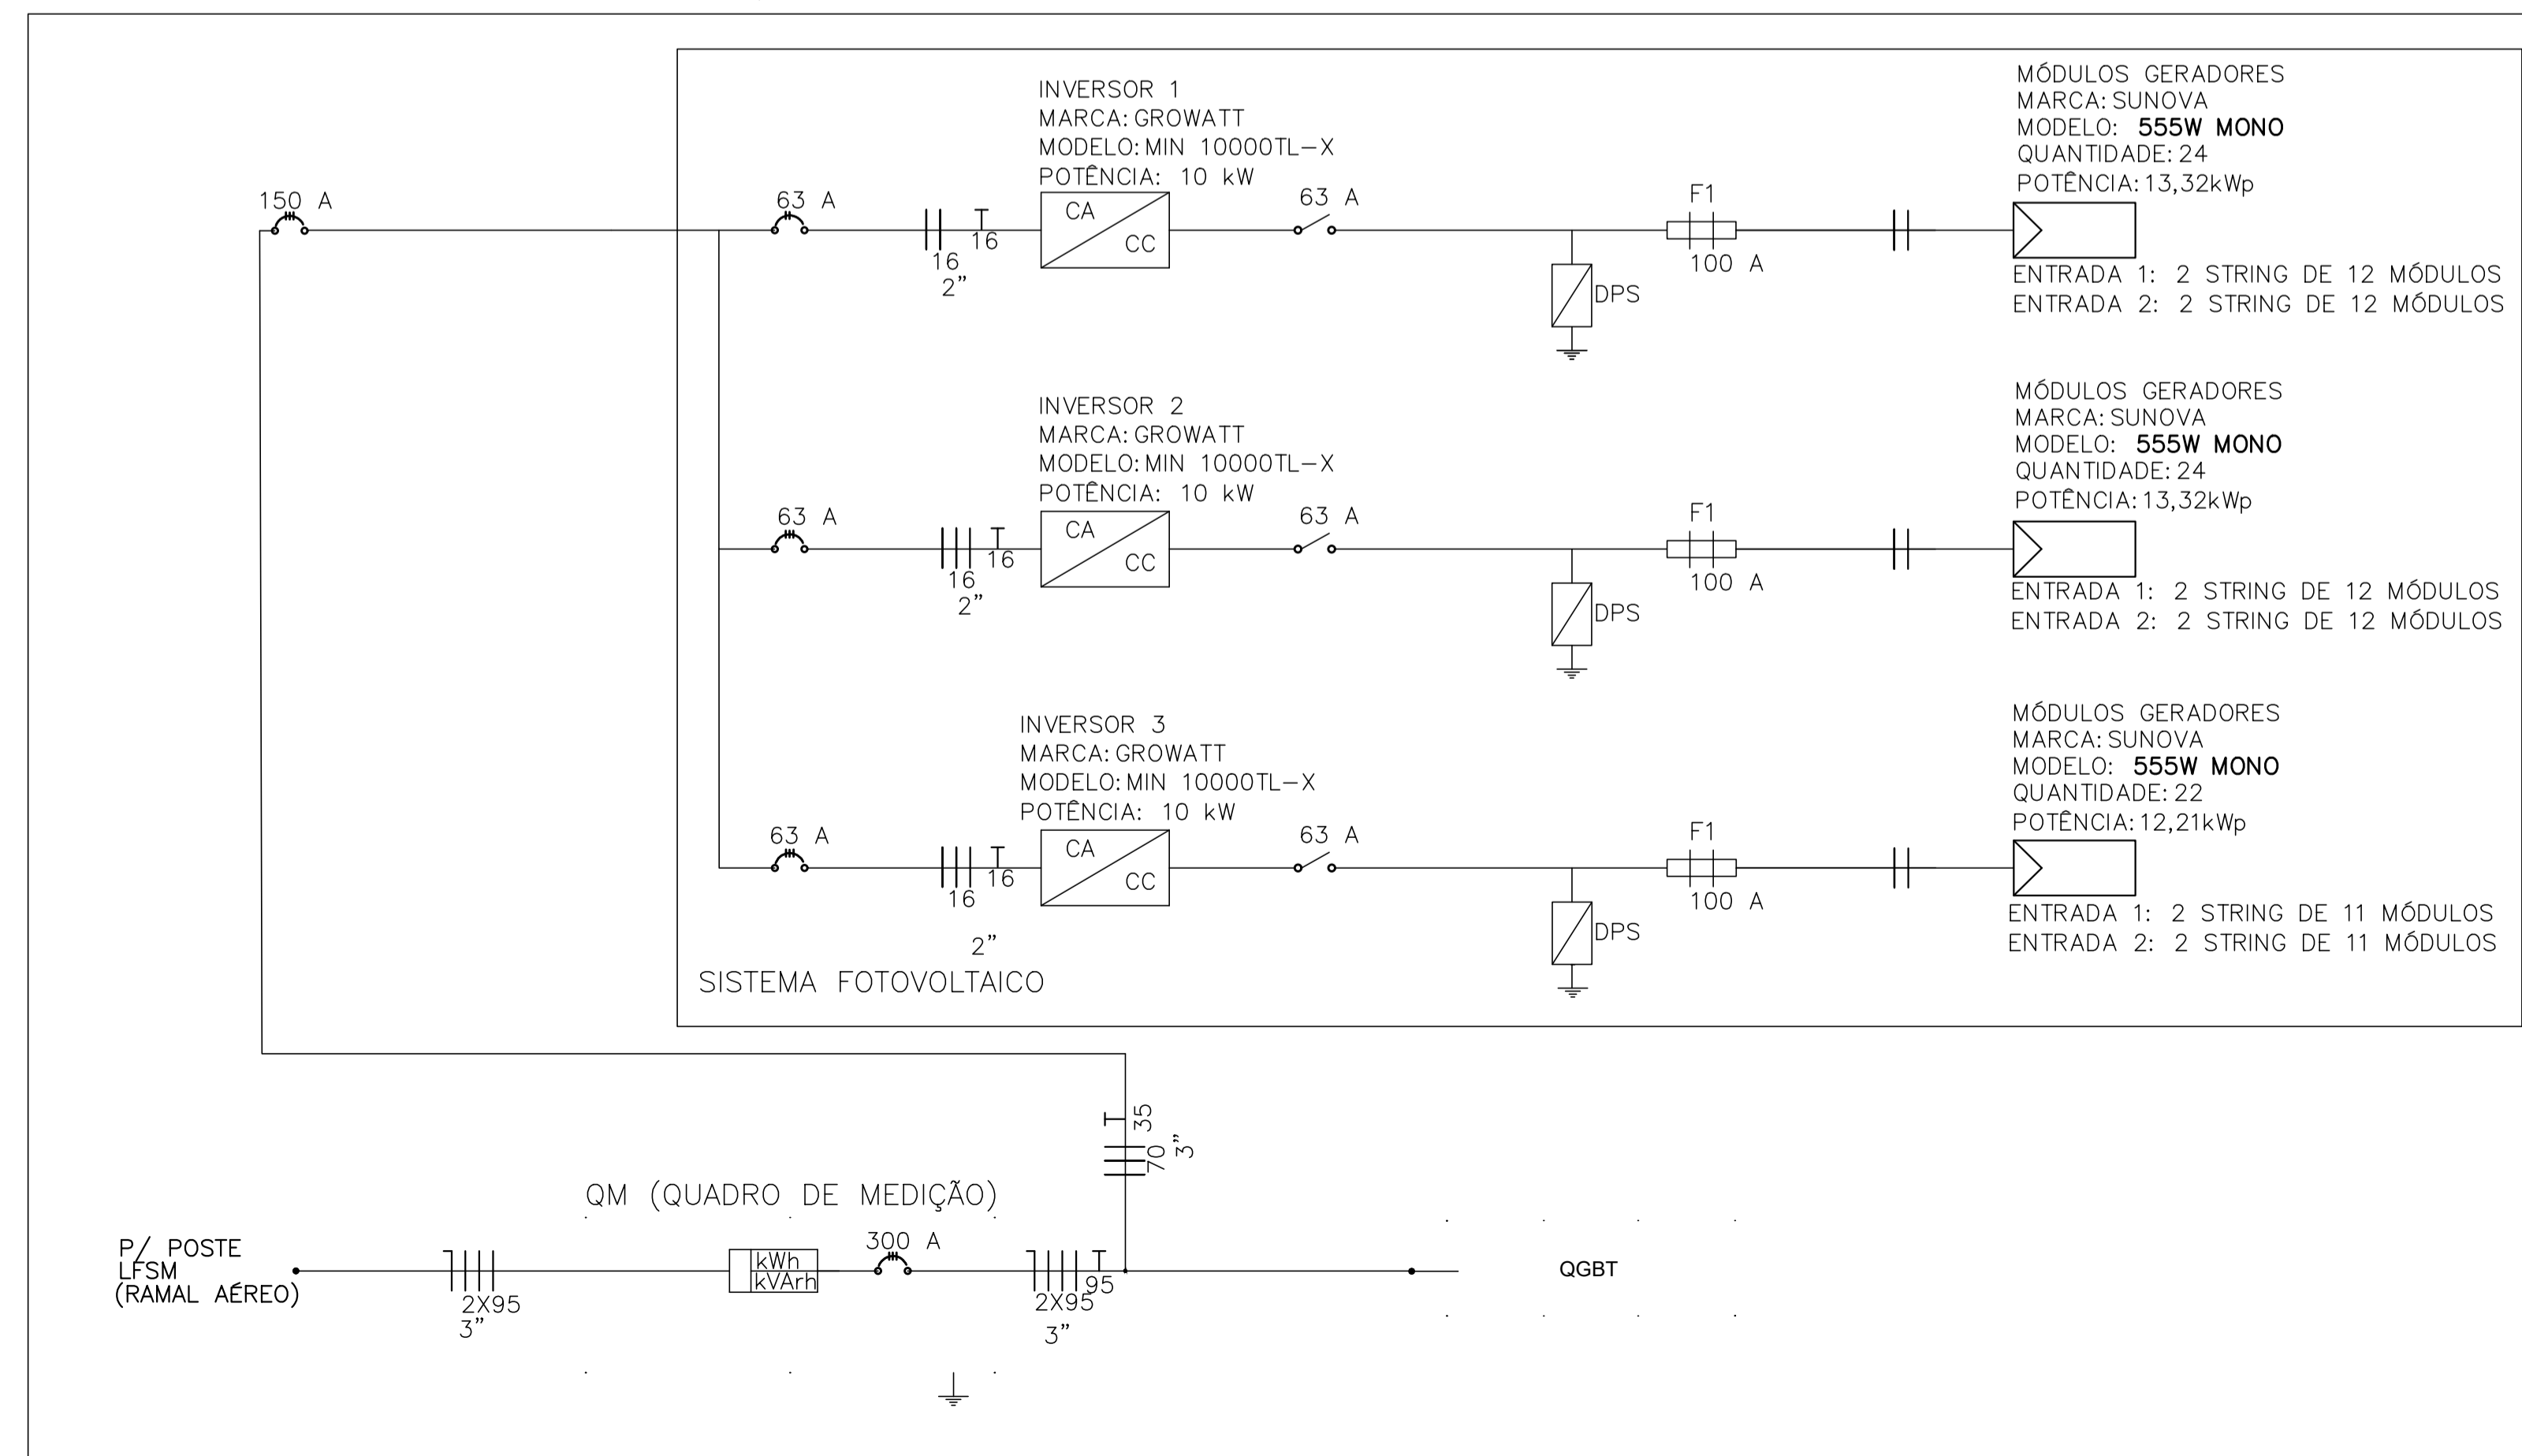 150 A
63 A
16
16
2"
INVERSOR 1
MARCA: GROWATT
MODELO: MIN 10000TL-X
POTÊNCIA: 10 kW
CA
CC
63 A
DPS
F1
100 A
MÓDULOS GERADORES
MARCA: SUNOVA
MODELO: 555W MONO
QUANTIDADE: 24
POTÊNCIA: 13,32kWp
ENTRADA 1: 2 STRING DE 12 MÓDULOS
ENTRADA 2: 2 STRING DE 12 MÓDULOS
63 A
16
16
2"
INVERSOR 2
MARCA: GROWATT
MODELO: MIN 10000TL-X
POTÊNCIA: 10 kW
CA
CC
63 A
DPS
F1
100 A
MÓDULOS GERADORES
MARCA: SUNOVA
MODELO: 555W MONO
QUANTIDADE: 24
POTÊNCIA: 13,32kWp
ENTRADA 1: 2 STRING DE 12 MÓDULOS
ENTRADA 2: 2 STRING DE 12 MÓDULOS
63 A
16
16
2"
INVERSOR 3
MARCA: GROWATT
MODELO: MIN 10000TL-X
POTÊNCIA: 10 kW
CA
CC
63 A
DPS
F1
100 A
MÓDULOS GERADORES
MARCA: SUNOVA
MODELO: 555W MONO
QUANTIDADE: 22
POTÊNCIA: 12,21kWp
ENTRADA 1: 2 STRING DE 11 MÓDULOS
ENTRADA 2: 2 STRING DE 11 MÓDULOS
SISTEMA FOTOVOLTAICO
35
70
3"
QM (QUADRO DE MEDIÇÃO)
P/ POSTE
LFSM
(RAMAL AÉREO)
2X95
3"
kWh
kVArh
300 A
95
2X95
3"
QGBT